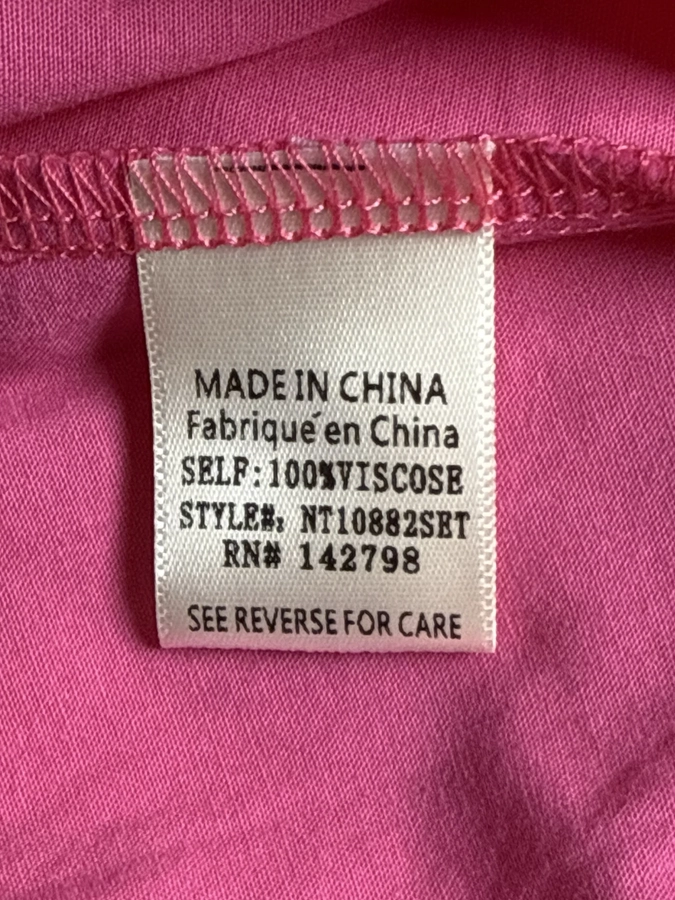 MADE IN CHINA
Fabriqué en China
SELF:100%VISCOSE
STYLE#: NT10882SET
RN# 142798
SEE REVERSE FOR CARE